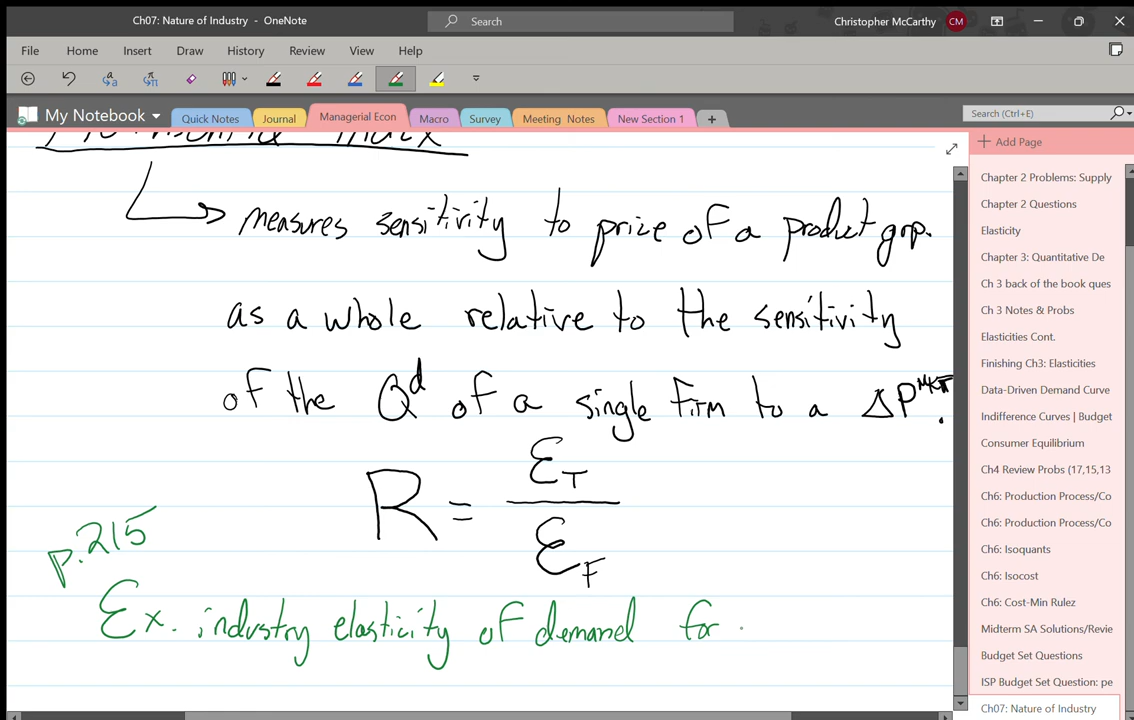 Ch07: Nature of Industry - OneNote
Search
Christopher McCarthy CM
File Home Insert Draw History Review View Help
My Notebook Quick Notes Journal Managerial Econ Macro Survey Meeting Notes New Section 1
Search (Ctrl+E)
Add Page
Index
measures sensitivity to price of a product grp.
as a whole relative to the sensitivity
of the Qd of a single firm to a ΔP MKT.
R = ε_T / ε_F
p.215
Ex. industry elasticity of demand for
Chapter 2 Problems: Supply
Chapter 2 Questions
Elasticity
Chapter 3: Quantitative De
Ch 3 back of the book ques
Ch 3 Notes & Probs
Elasticities Cont.
Finishing Ch3: Elasticities
Data-Driven Demand Curve
Indifference Curves | Budget
Consumer Equilibrium
Ch4 Review Probs (17,15,13
Ch6: Production Process/Co
Ch6: Production Process/Co
Ch6: Isoquants
Ch6: Isocost
Ch6: Cost-Min Rulez
Midterm SA Solutions/Revie
Budget Set Questions
ISP Budget Set Question: pe
Ch07: Nature of Industry